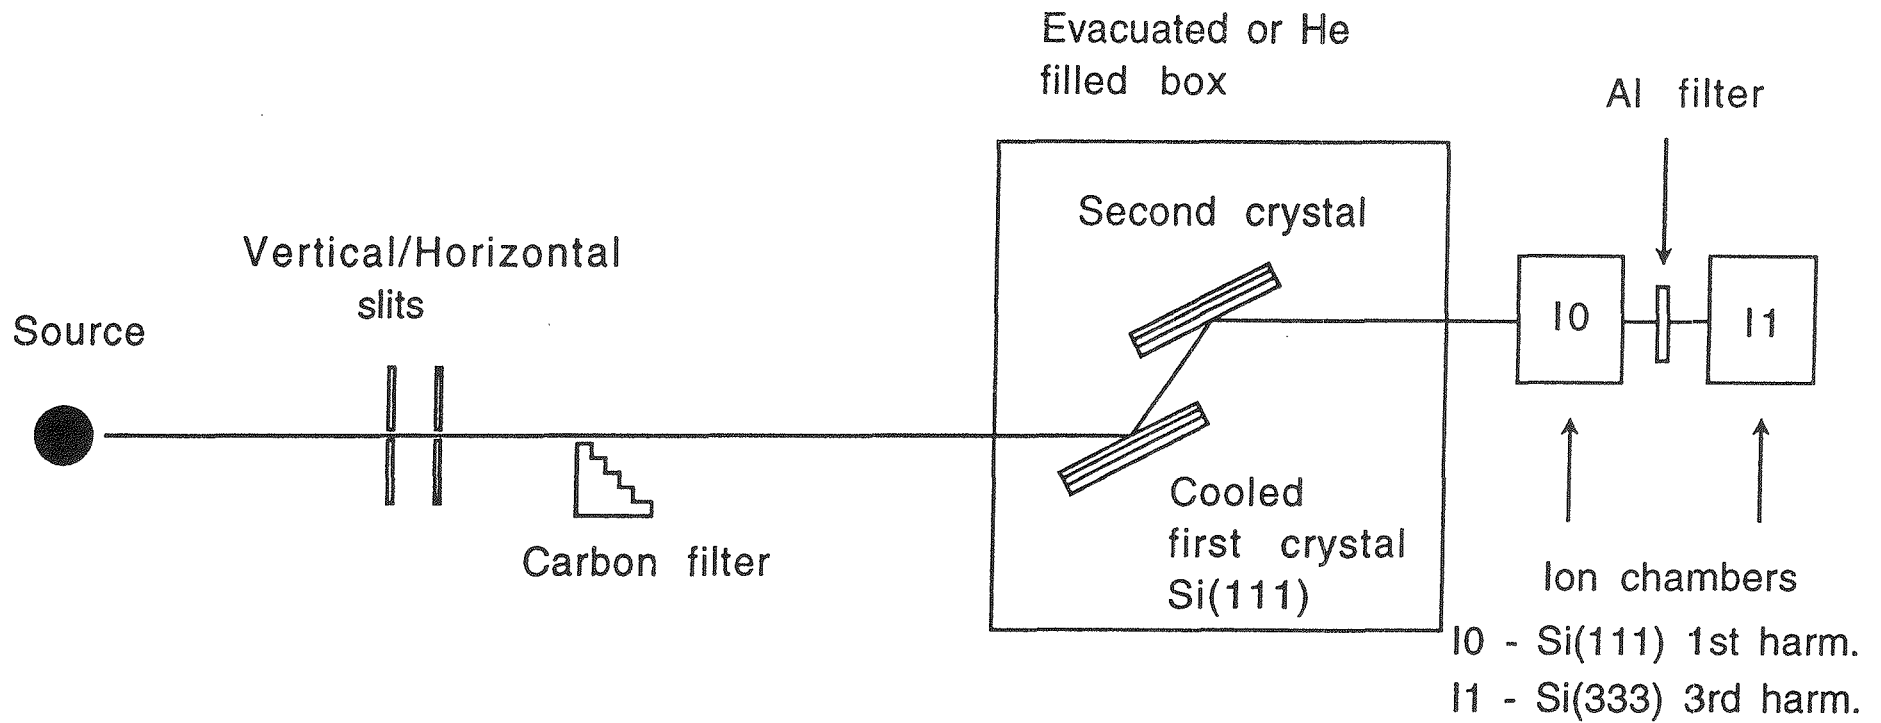 Evacuated or He
filled box
Al filter
Second crystal
Vertical/Horizontal
slits
Source
I0
I1
Cooled
first crystal
Si(111)
Carbon filter
Ion chambers
I0 - Si(111) 1st harm.
I1 - Si(333) 3rd harm.